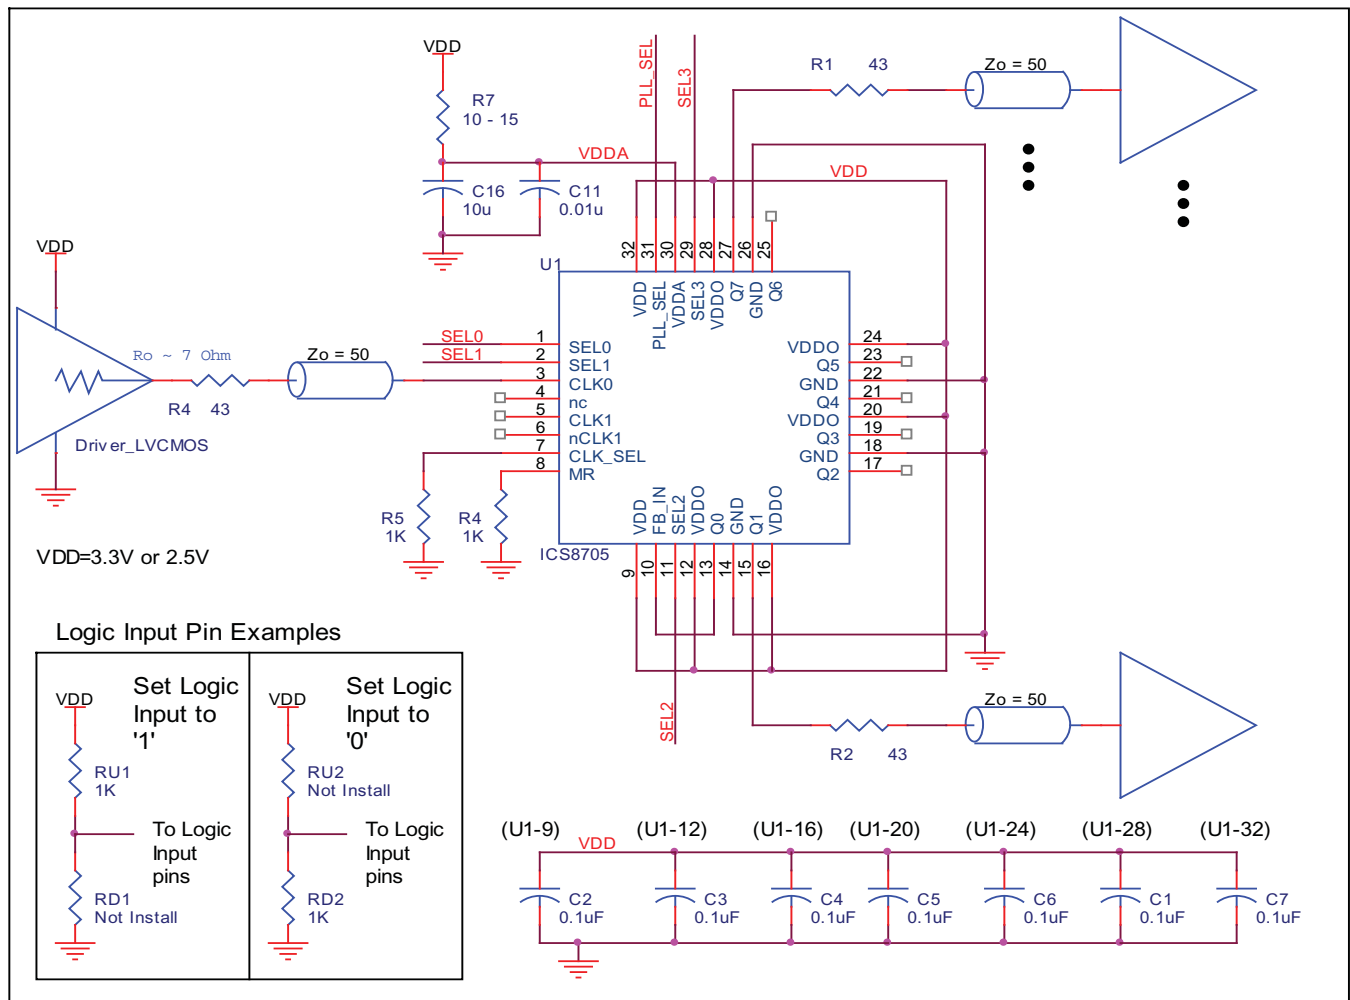 VDD
R7
10 - 15
C16
10u
C11
0.01u
VDDA
PLL_SEL
SEL3
VDD
R1 43
Zo = 50
VDD
Ro ~ 7 Ohm
R4 43
Driver_LVCMOS
Zo = 50
SEL0
SEL1
U1
ICS8705
32 31 30 29 28 27 26 25
VDD PLL_SEL VDDA SEL3 VDDO Q7 GND Q6
1 SEL0
2 SEL1
3 CLK0
4 nc
5 CLK1
6 nCLK1
7 CLK_SEL
8 MR
VDDO 24
Q5 23
GND 22
Q4 21
VDDO 20
Q3 19
GND 18
Q2 17
VDD FB_IN SEL2 VDDO Q0 GND Q1 VDDO
9 10 11 12 13 14 15 16
R5
1K
R4
1K
SEL2
R2 43
Zo = 50
VDD=3.3V or 2.5V
Logic Input Pin Examples
VDD
Set Logic
Input to
'1'
RU1
1K
To Logic
Input
pins
RD1
Not Install
VDD
Set Logic
Input to
'0'
RU2
Not Install
To Logic
Input
pins
RD2
1K
(U1-9) (U1-12) (U1-16) (U1-20) (U1-24) (U1-28) (U1-32)
VDD
C2 C3 C4 C5 C6 C1 C7
0.1uF 0.1uF 0.1uF 0.1uF 0.1uF 0.1uF 0.1uF